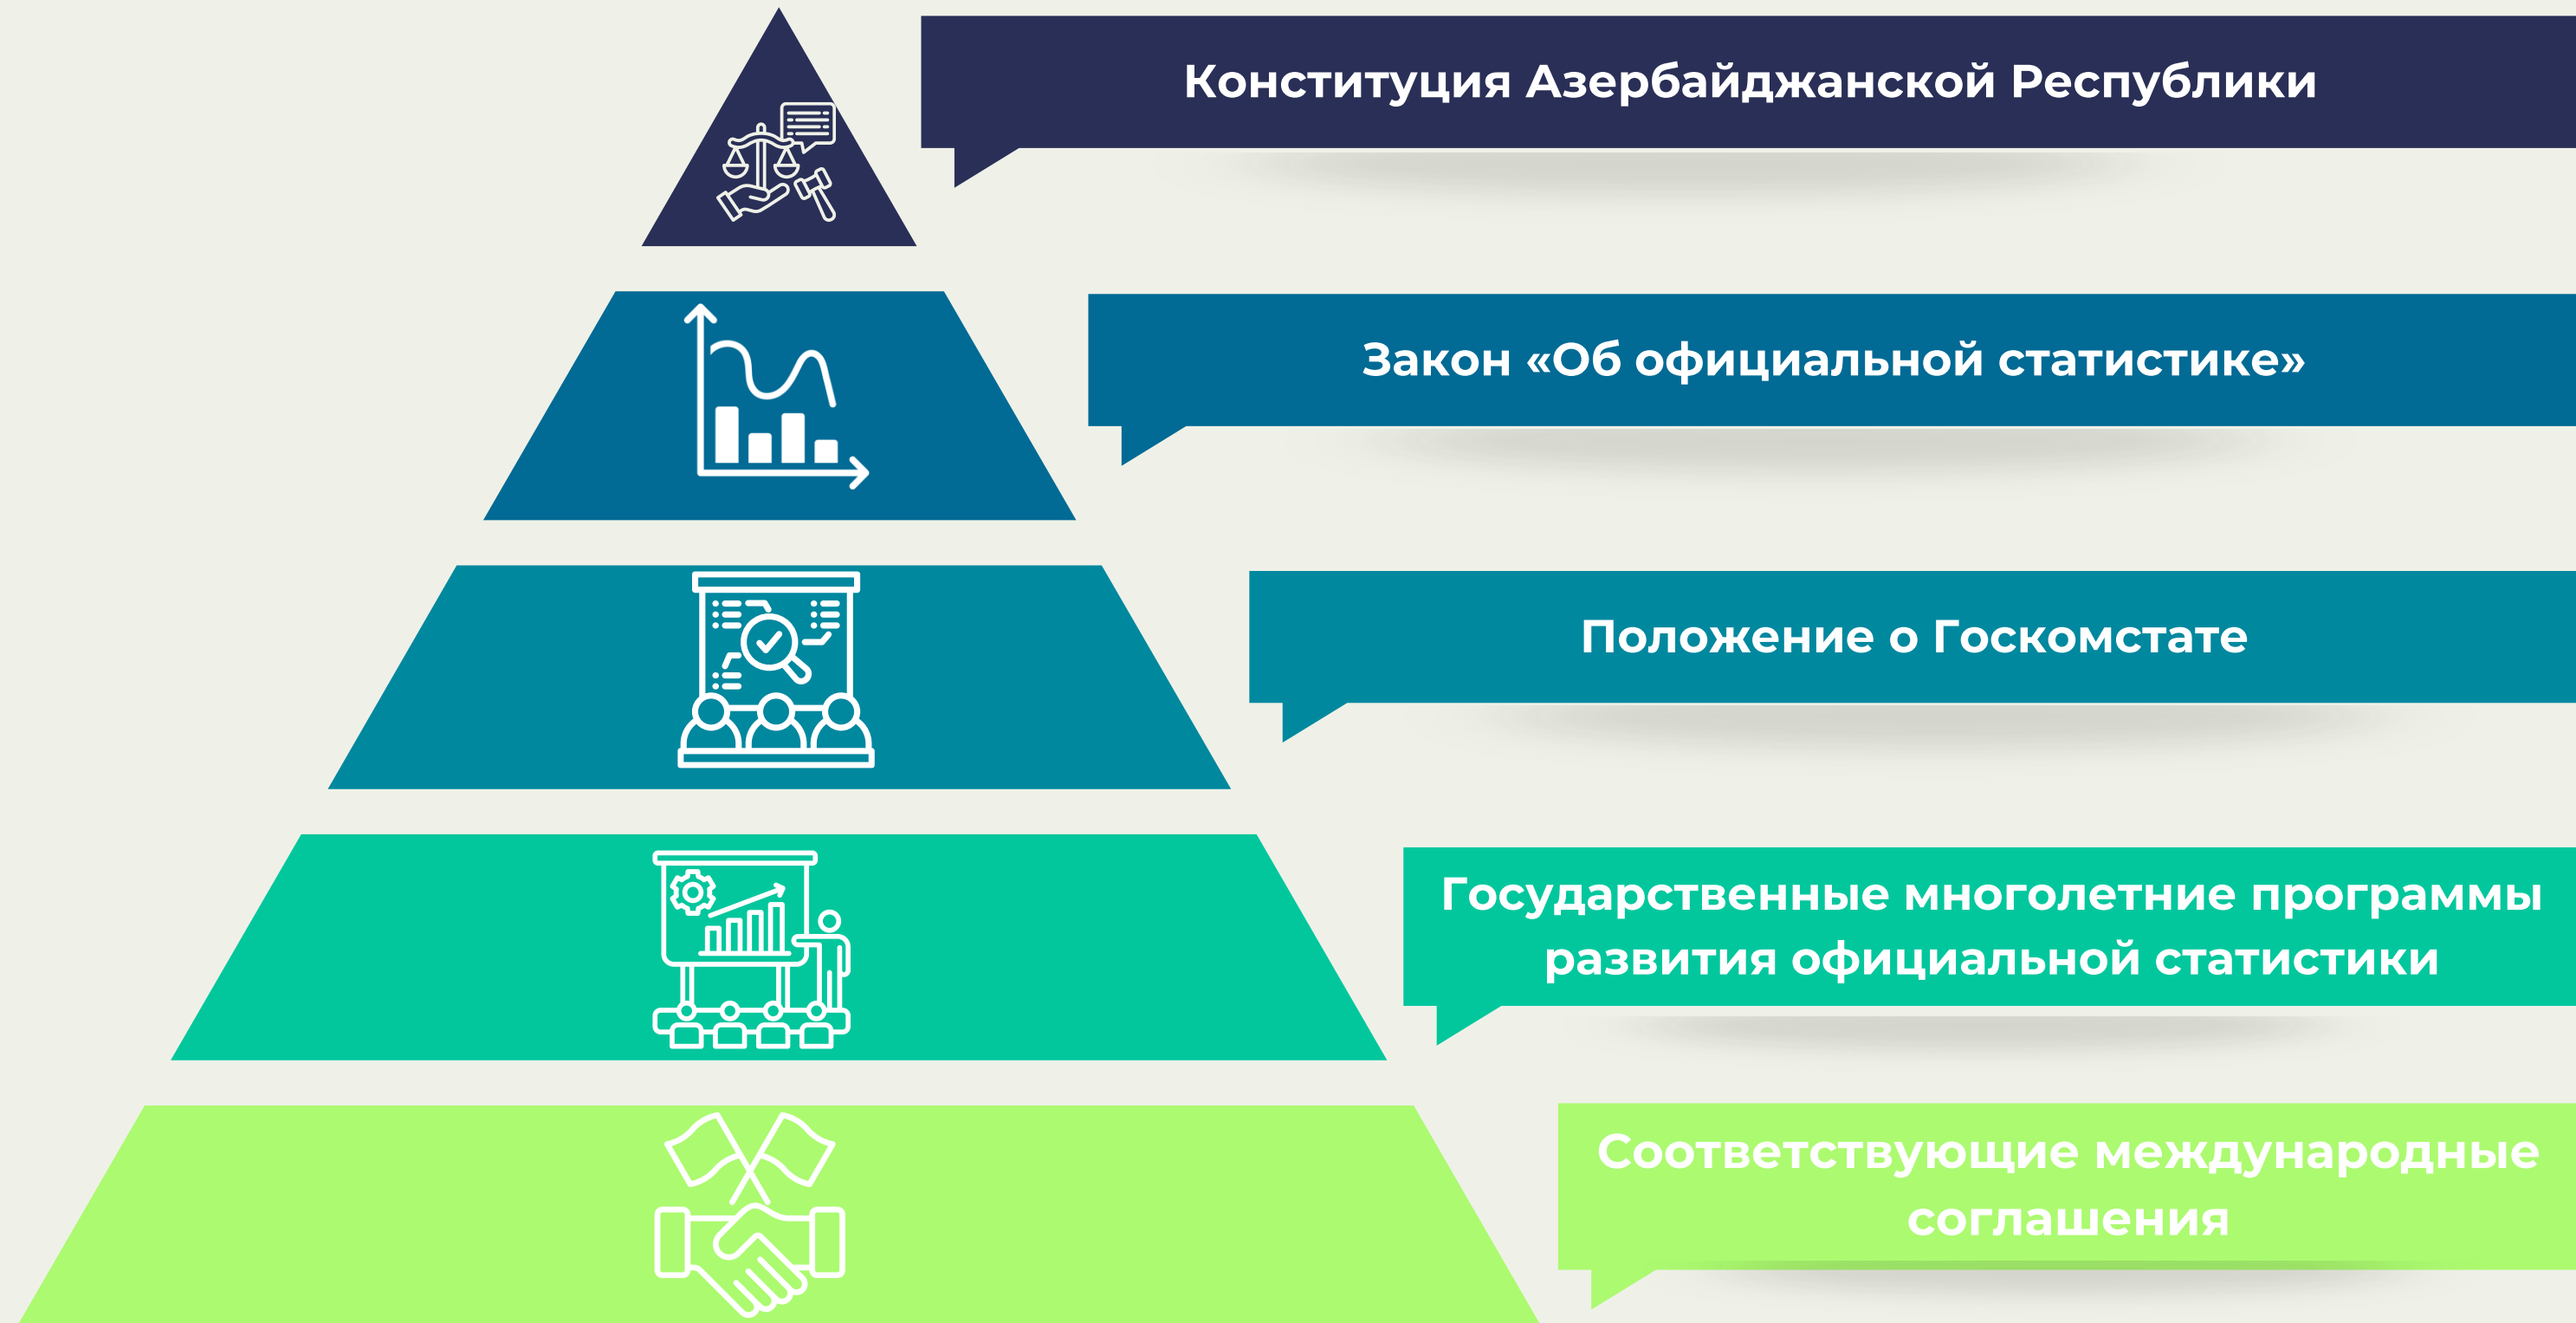 Конституция Азербайджанской Республики
Закон «Об официальной статистике»
Положение о Госкомстате
Государственные многолетние программы
развития официальной статистики
Соответствующие международные
соглашения